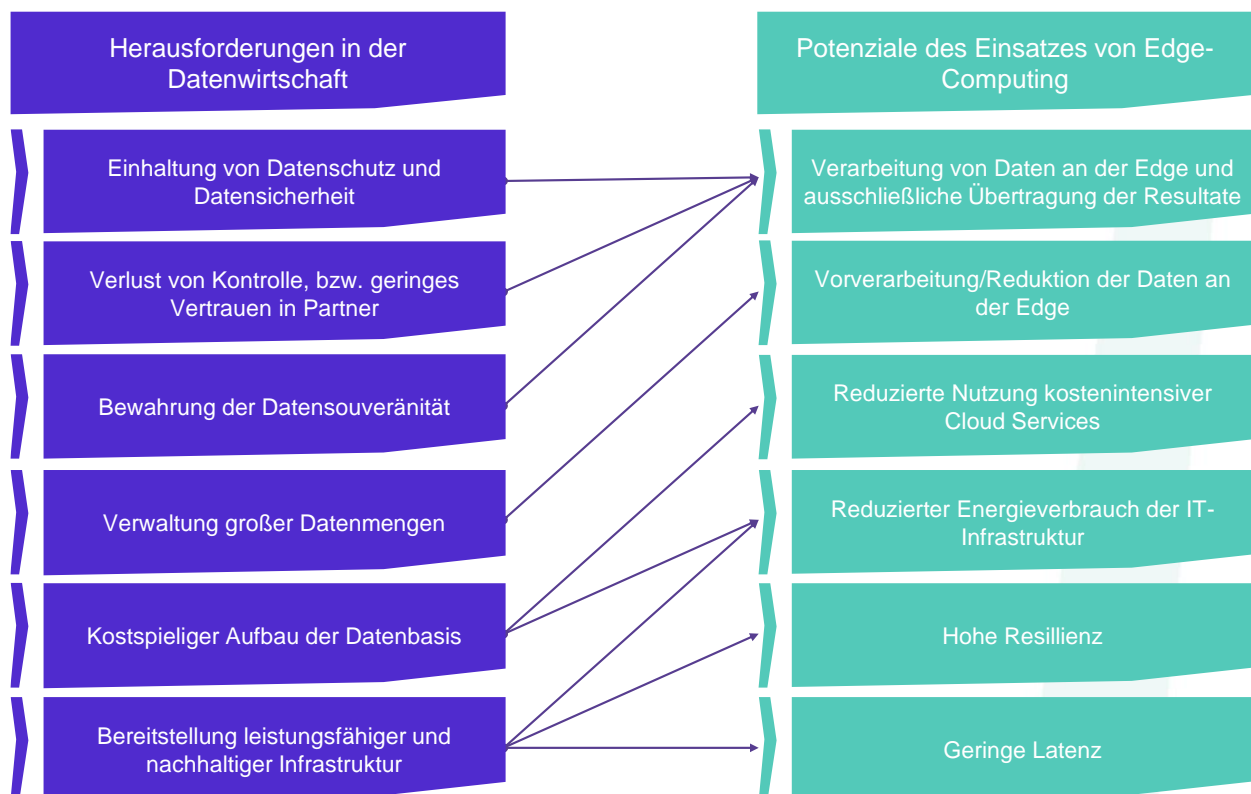 Herausforderungen in der
Datenwirtschaft
Potenziale des Einsatzes von Edge-
Computing
Einhaltung von Datenschutz und
Datensicherheit
Verarbeitung von Daten an der Edge und
ausschließliche Übertragung der Resultate
Verlust von Kontrolle, bzw. geringes
Vertrauen in Partner
Vorverarbeitung/Reduktion der Daten an
der Edge
Bewahrung der Datensouveränität
Reduzierte Nutzung kostenintensiver
Cloud Services
Verwaltung großer Datenmengen
Reduzierter Energieverbrauch der IT-
Infrastruktur
Kostspieliger Aufbau der Datenbasis
Hohe Resillienz
Bereitstellung leistungsfähiger und
nachhaltiger Infrastruktur
Geringe Latenz